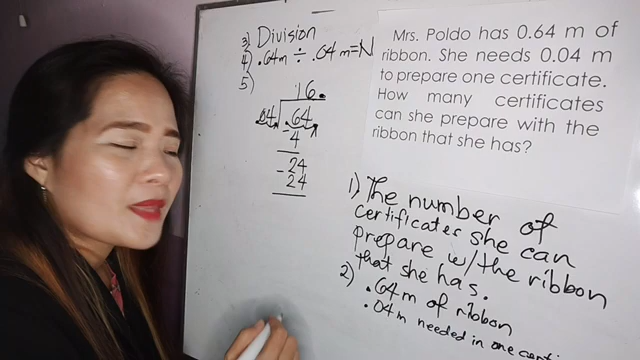 3) Division
4) .64m ÷ .04m=N
5)
16.
.04 .64
4
- 24
24
Mrs. Poldo has 0.64 m of
ribbon. She needs 0.04 m
to prepare one certificate.
How many certificates
can she prepare with the
ribbon that she has?
1) The number of
certificates she can
prepare w/the ribbon
that she has.
2) .64m of ribbon
.04m needed in one